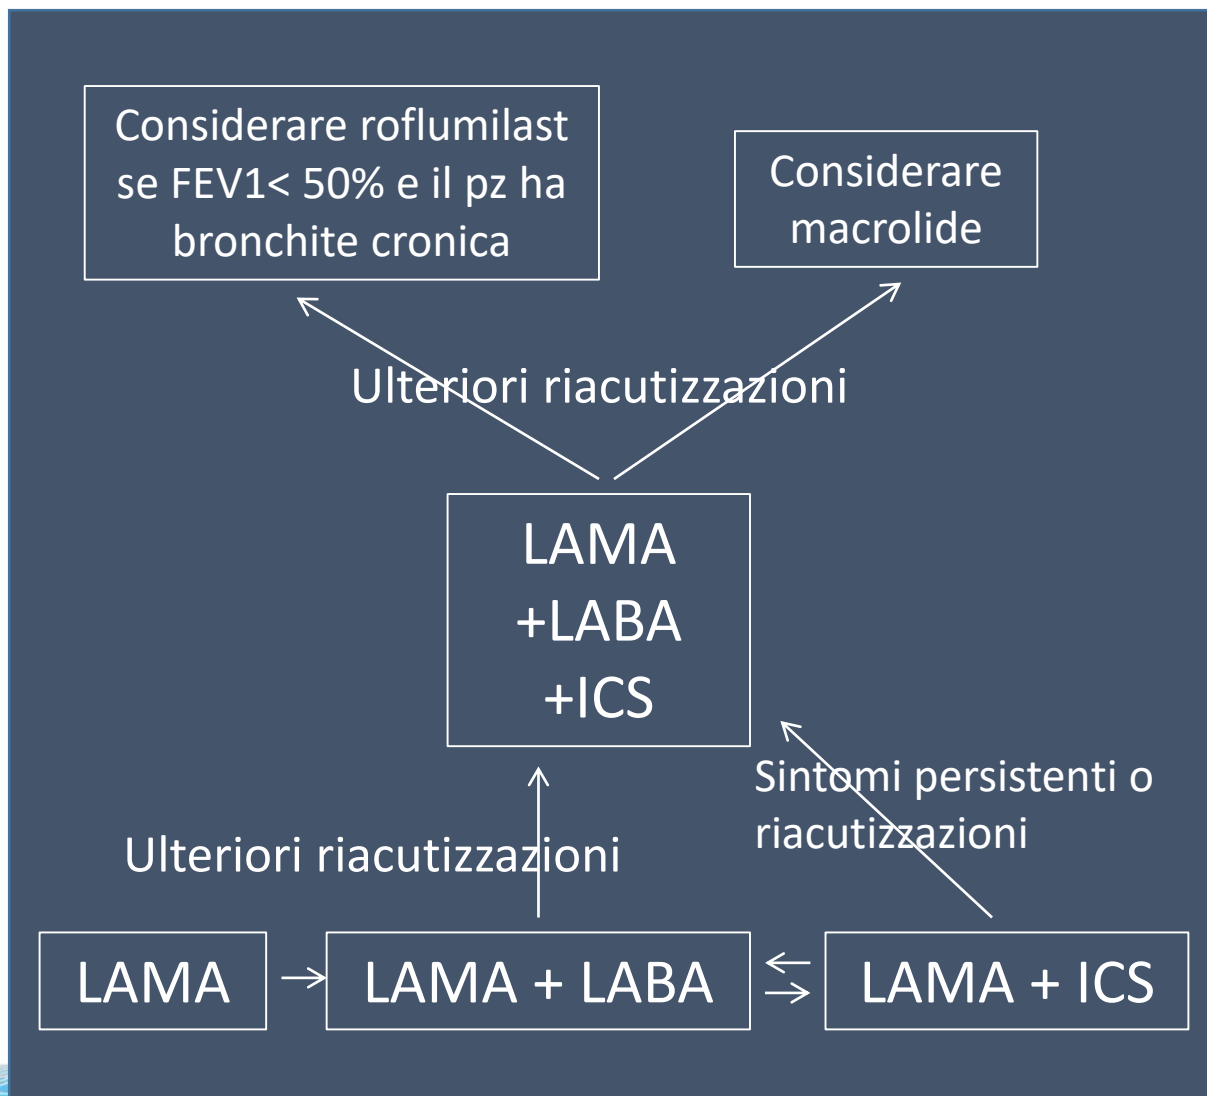 Considerare roflumilast
se FEV1< 50% e il pz ha
bronchite cronica
Considerare
macrolide
Ulteriori riacutizzazioni
LAMA
+LABA
+ICS
Sintomi persistenti o
riacutizzazioni
Ulteriori riacutizzazioni
LAMA
LAMA + LABA
LAMA + ICS